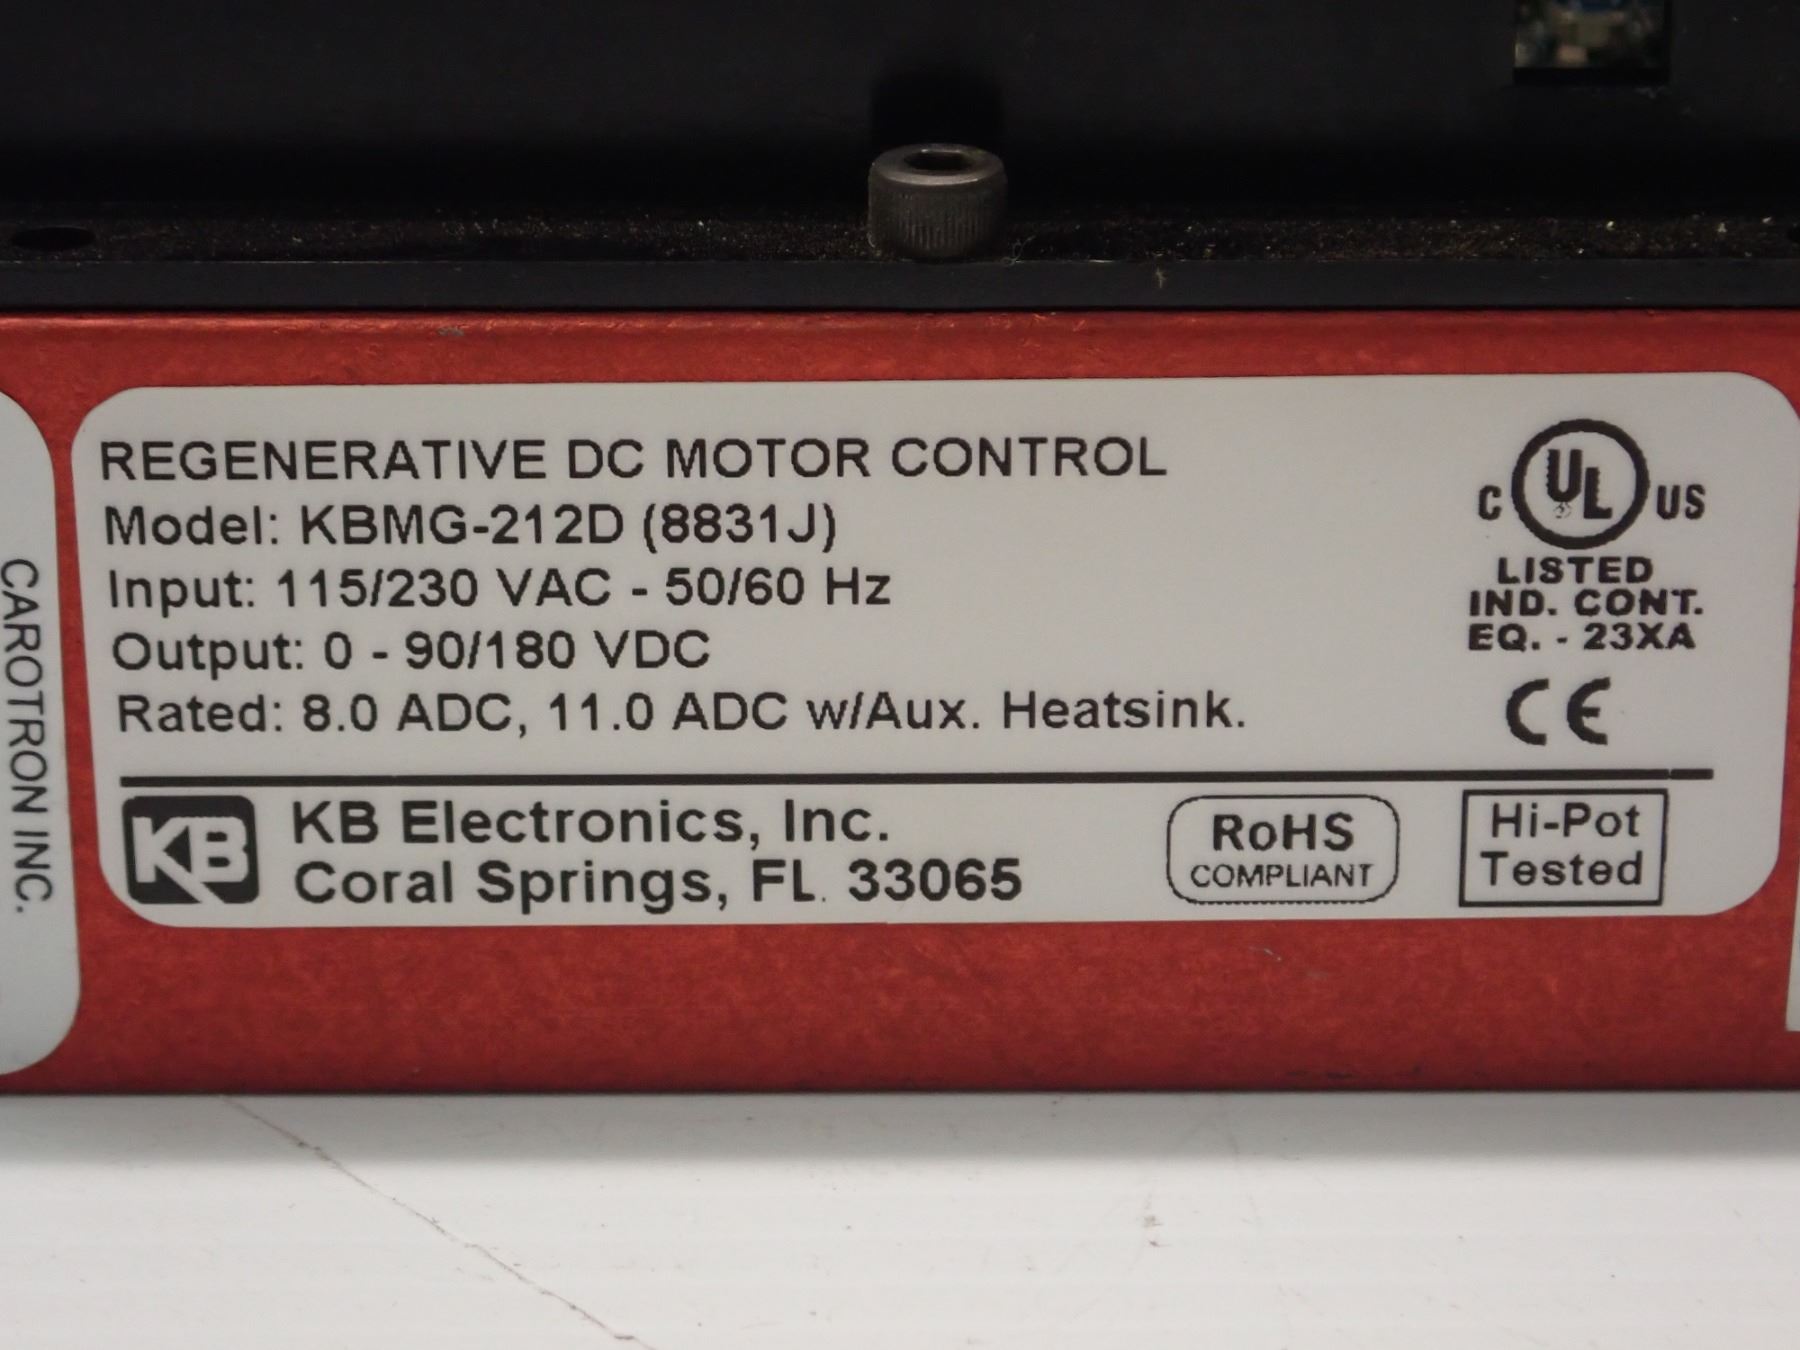 CAROTRON INC.
REGENERATIVE DC MOTOR CONTROL
Model: KBMG-212D (8831J)
Input: 115/230 VAC - 50/60 Hz
Output: 0 - 90/180 VDC
Rated: 8.0 ADC, 11.0 ADC w/Aux. Heatsink.
C UL US
LISTED
IND. CONT.
EQ. - 23XA
CE
KB
KB Electronics, Inc.
Coral Springs, FL. 33065
RoHS
COMPLIANT
Hi-Pot
Tested